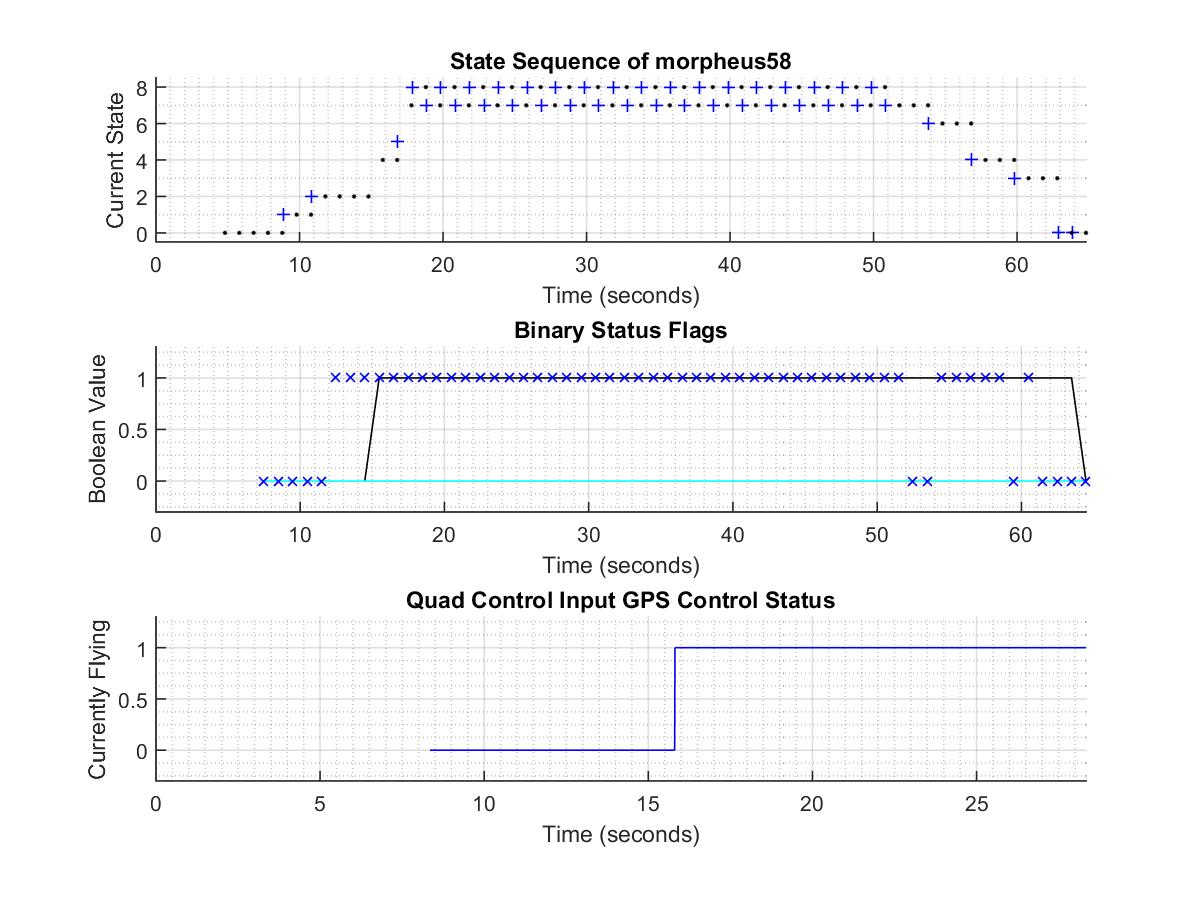 State Sequence of morpheus58
Current State
8
6
4
2
0
0 10 20 30 40 50 60
Time (seconds)
Binary Status Flags
Boolean Value
1
0.5
0
0 10 20 30 40 50 60
Time (seconds)
Quad Control Input GPS Control Status
Currently Flying
1
0.5
0
0 5 10 15 20 25
Time (seconds)